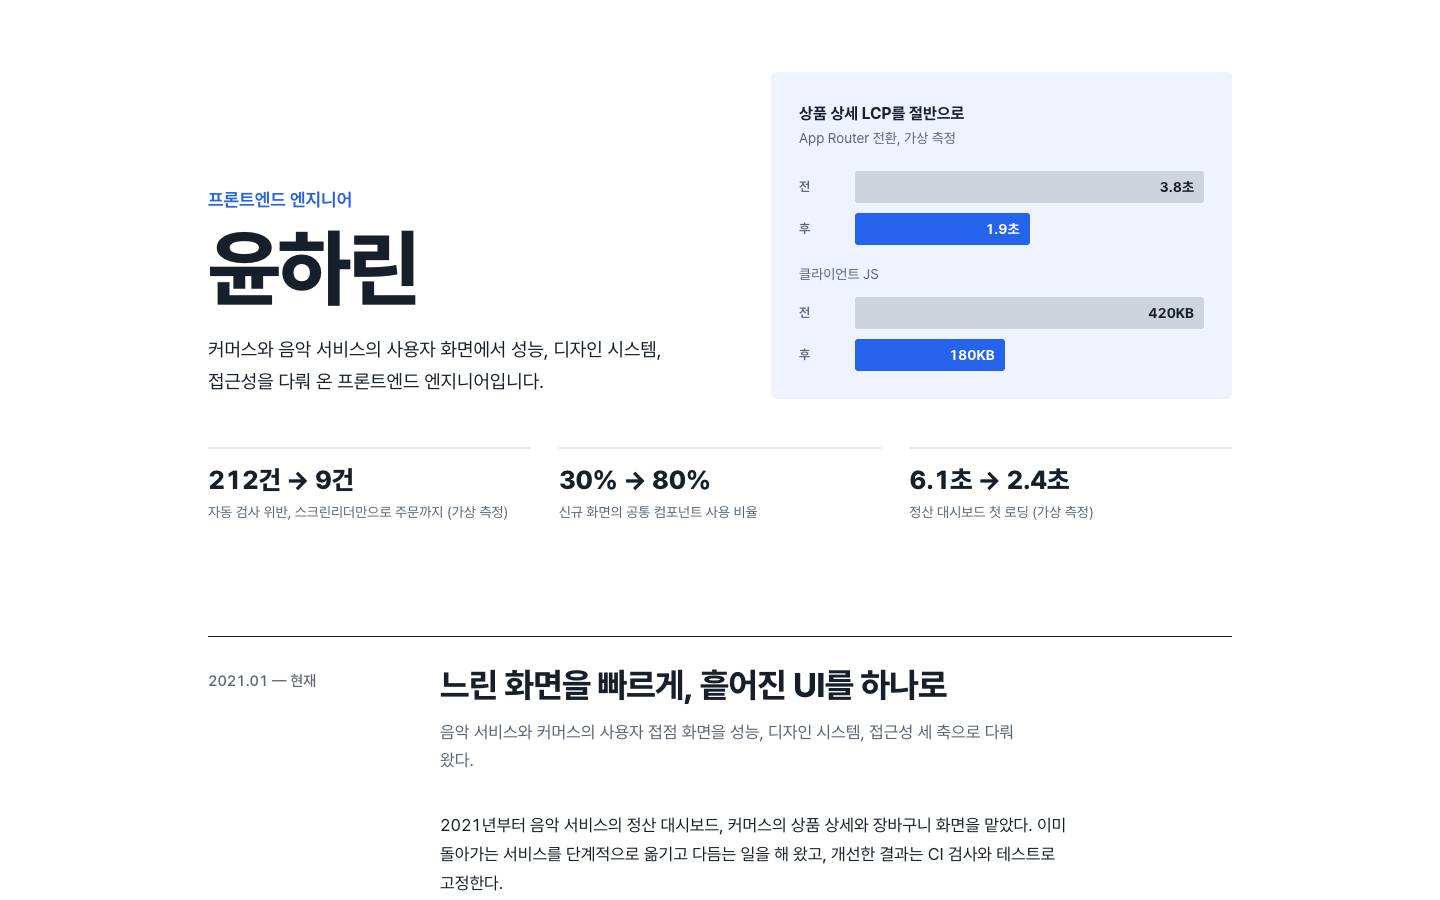 프론트엔드 엔지니어
윤하린
커머스와 음악 서비스의 사용자 화면에서 성능, 디자인 시스템,
접근성을 다뤄 온 프론트엔드 엔지니어입니다.
상품 상세 LCP를 절반으로
App Router 전환, 가상 측정
전 3.8초
후 1.9초
클라이언트 JS
전 420KB
후 180KB
212건 → 9건
자동 검사 위반, 스크린리더만으로 주문까지 (가상 측정)
30% → 80%
신규 화면의 공통 컴포넌트 사용 비율
6.1초 → 2.4초
정산 대시보드 첫 로딩 (가상 측정)
2021.01 — 현재
느린 화면을 빠르게, 흩어진 UI를 하나로
음악 서비스와 커머스의 사용자 접점 화면을 성능, 디자인 시스템, 접근성 세 축으로 다뤄
왔다.
2021년부터 음악 서비스의 정산 대시보드, 커머스의 상품 상세와 장바구니 화면을 맡았다. 이미
돌아가는 서비스를 단계적으로 옮기고 다듬는 일을 해 왔고, 개선한 결과는 CI 검사와 테스트로
고정한다.